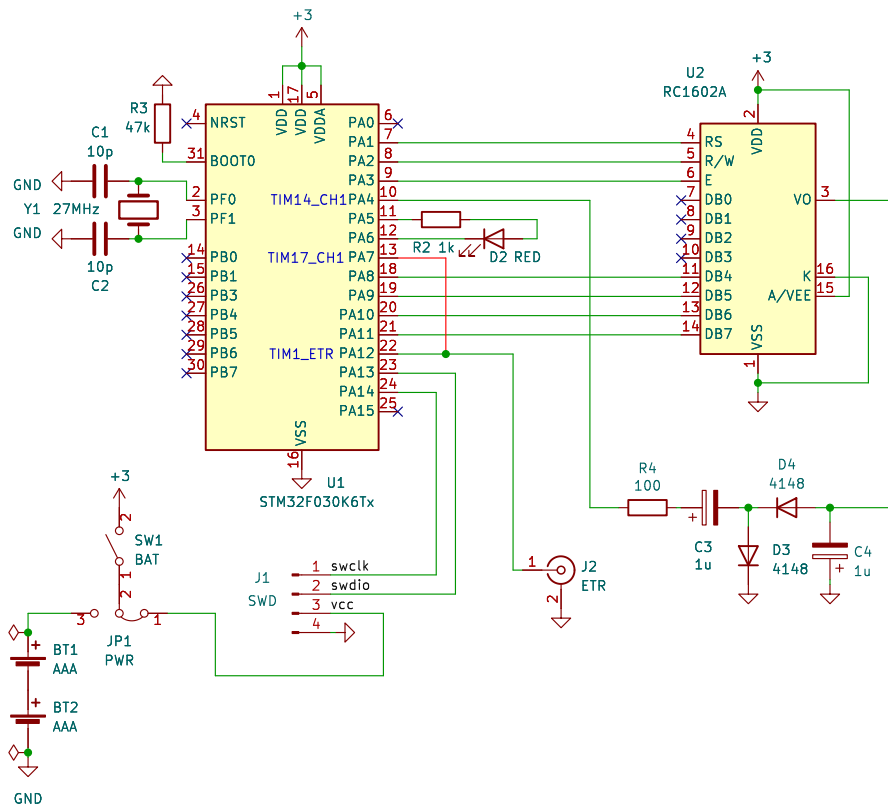 +3
1
17
5
VDD
VDD
VDDA
R3
47k
4
NRST
31
BOOT0
C1
10p
GND
Y1 27MHz
GND
10p
C2
2
PF0
3
PF1
14
PB0
15
PB1
26
PB3
27
PB4
28
PB5
29
PB6
30
PB7
PA0
6
PA1
7
PA2
8
PA3
9
TIM14_CH1
PA4
10
PA5
11
PA6
12
TIM17_CH1
PA7
13
PA8
18
PA9
19
PA10
20
PA11
21
TIM1_ETR
PA12
22
PA13
23
PA14
24
PA15
25
VSS
16
U1
STM32F030K6Tx
R2 1k
D2 RED
U2
RC1602A
+3
2
VDD
4
RS
5
R/W
6
E
7
DB0
8
DB1
9
DB2
10
DB3
11
DB4
12
DB5
13
DB6
14
DB7
VO
3
K
16
A/VEE
15
VSS
1
R4
100
C3
1u
+
D4
4148
D3
4148
C4
1u
+
+3
2
SW1
BAT
1
2
3
1
JP1
PWR
+
BT1
AAA
+
BT2
AAA
GND
J1
SWD
1
swclk
2
swdio
3
vcc
4
1
J2
ETR
2